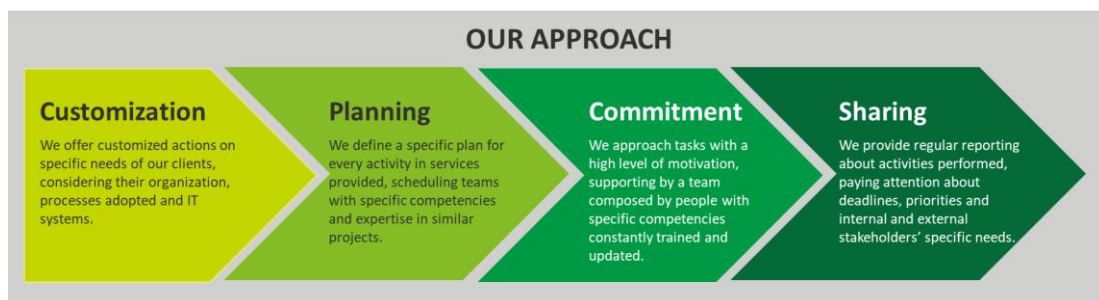 OUR APPROACH
Customization
We offer customized actions on
specific needs of our clients,
considering their organization,
processes adopted and IT
systems.
Planning
We define a specific plan for
every activity in services
provided, scheduling teams
with specific competencies
and expertise in similar
projects.
Commitment
We approach tasks with a
high level of motivation,
supporting by a team
composed by people with
specific competencies
constantly trained and
updated.
Sharing
We provide regular reporting
about activities performed,
paying attention about
deadlines, priorities and
internal and external
stakeholders’ specific needs.